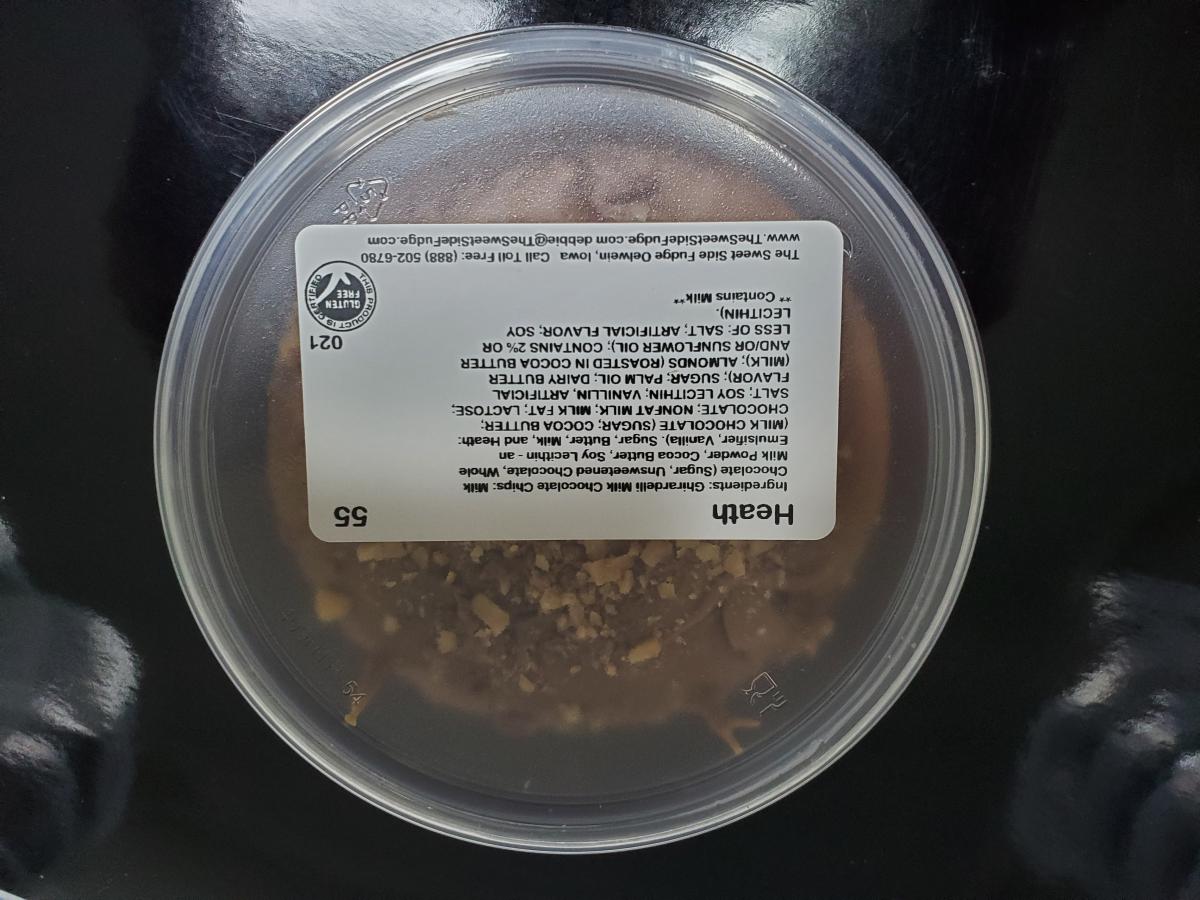 Heath 55
Ingredients: Ghirardelli Milk Chocolate Chips: Milk
Chocolate (Sugar, Unsweetened Chocolate, Whole
Milk Powder, Cocoa Butter, Soy Lecithin - an
Emulsifier, Vanilla). Sugar, Butter, Milk, and Heath:
(MILK CHOCOLATE (SUGAR; COCOA BUTTER;
CHOCOLATE; NONFAT MILK; MILK FAT; LACTOSE;
SALT; SOY LECITHIN; VANILLIN, ARTIFICIAL
FLAVOR); SUGAR; PALM OIL; DAIRY BUTTER
(MILK); ALMONDS (ROASTED IN COCOA BUTTER
AND/OR SUNFLOWER OIL); CONTAINS 2% OR
LESS OF: SALT; ARTIFICIAL FLAVOR; SOY
LECITHIN).
** Contains Milk**
021
THIS PRODUCT IS CERTIFIED
GLUTEN
FREE
The Sweet Side Fudge Oelwein, Iowa Call Toll Free: (888) 502-6780
www.TheSweetSideFudge.com debbie@TheSweetSideFudge.com
5
PP